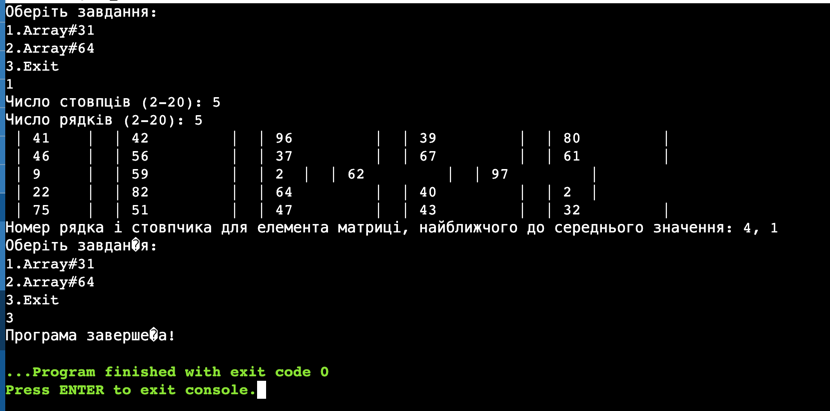 Оберіть завдання:
1.Array#31
2.Array#64
3.Exit
1
Число стовпців (2-20): 5
Число рядків (2-20): 5
| 41 | | 42 | | 96 | | 39 | | 80 |
| 46 | | 56 | | 37 | | 67 | | 61 |
| 9 | | 59 | | 2 | | 62 | | 97 |
| 22 | | 82 | | 64 | | 40 | | 2 |
| 75 | | 51 | | 47 | | 43 | | 32 |
Номер рядка і стовпчика для елемента матриці, найближчого до середнього значення: 4, 1
Оберіть завдан�я:
1.Array#31
2.Array#64
3.Exit
3
Програма заверше�а!
...Program finished with exit code 0
Press ENTER to exit console.